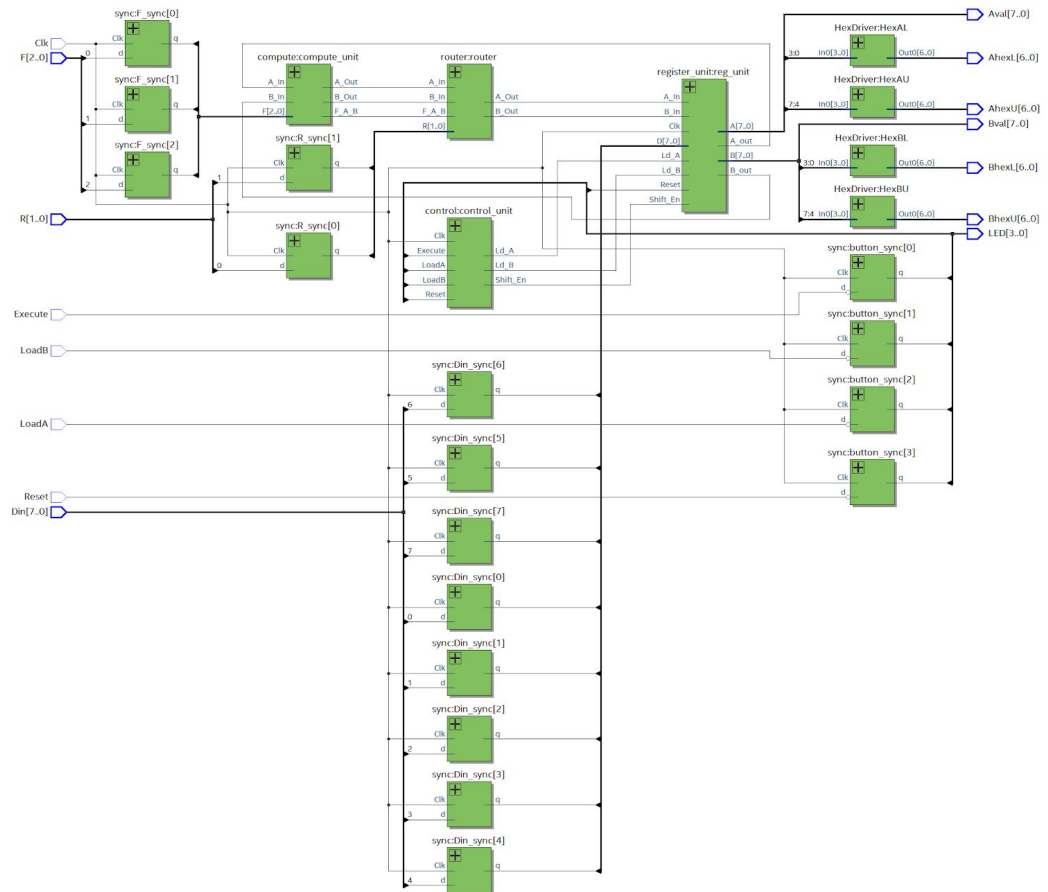 sync:F_sync[0]
Clk
q
d
0
Clk
F[2..0]
sync:F_sync[1]
Clk
q
d
1
sync:F_sync[2]
Clk
q
d
2
compute:compute_unit
A_In
B_In
F[2..0]
A_Out
B_Out
F_A_B
router:router
A_In
B_In
F_A_B
R[1..0]
A_Out
B_Out
sync:R_sync[1]
Clk
q
d
1
R[1..0]
sync:R_sync[0]
Clk
q
d
0
control:control_unit
Clk
Execute
LoadA
LoadB
Reset
Ld_A
Ld_B
Shift_En
register_unit:reg_unit
A_In
B_In
Clk
D[7..0]
Ld_A
Ld_B
Reset
Shift_En
A[7..0]
A_out
B[7..0]
B_out
Aval[7..0]
HexDriver:HexAL
3:0
In0[3..0]
Out0[6..0]
AhexL[6..0]
HexDriver:HexAU
7:4
In0[3..0]
Out0[6..0]
AhexU[6..0]
Bval[7..0]
HexDriver:HexBL
3:0
In0[3..0]
Out0[6..0]
BhexL[6..0]
HexDriver:HexBU
7:4
In0[3..0]
Out0[6..0]
BhexU[6..0]
LED[3..0]
sync:button_sync[0]
Clk
q
d
Execute
sync:button_sync[1]
Clk
q
d
LoadB
sync:button_sync[2]
Clk
q
d
LoadA
sync:button_sync[3]
Clk
q
d
Reset
Din[7..0]
sync:Din_sync[6]
Clk
q
d
6
sync:Din_sync[5]
Clk
q
d
5
sync:Din_sync[7]
Clk
q
d
7
sync:Din_sync[0]
Clk
q
d
0
sync:Din_sync[1]
Clk
q
d
1
sync:Din_sync[2]
Clk
q
d
2
sync:Din_sync[3]
Clk
q
d
3
sync:Din_sync[4]
Clk
q
d
4